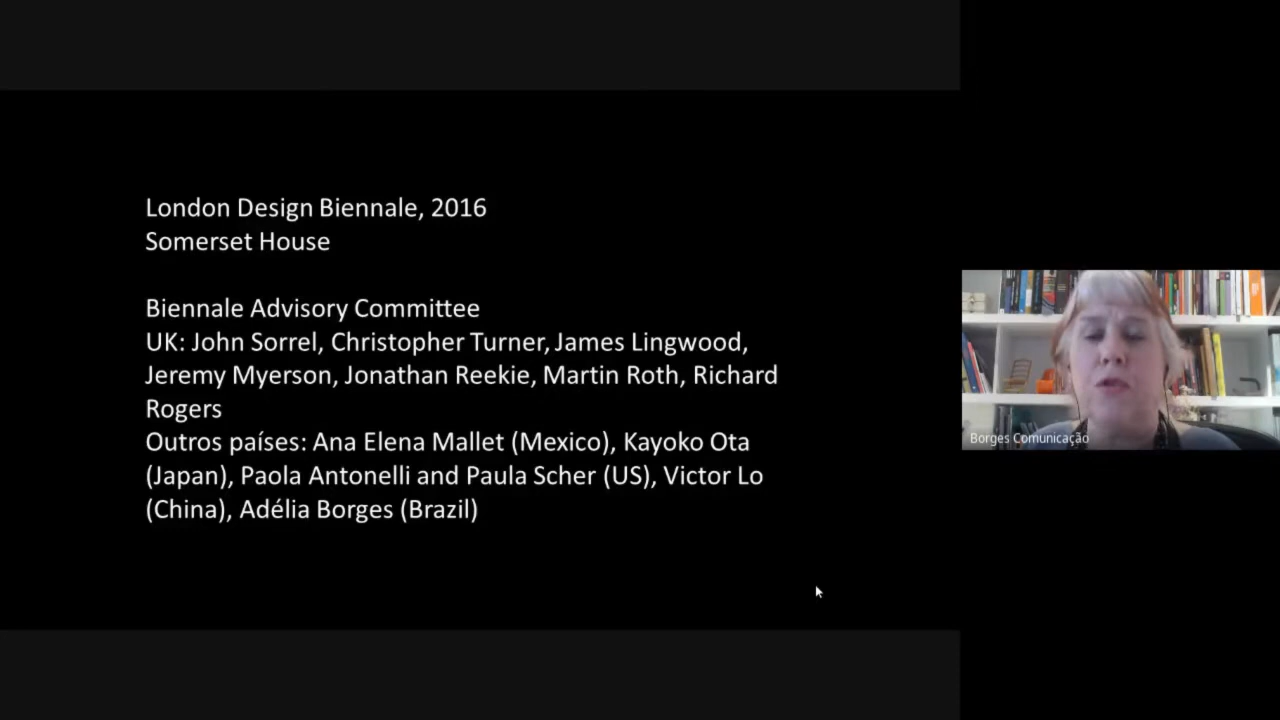 London Design Biennale, 2016
Somerset House
Biennale Advisory Committee
UK: John Sorrel, Christopher Turner, James Lingwood,
Jeremy Myerson, Jonathan Reekie, Martin Roth, Richard
Rogers
Outros países: Ana Elena Mallet (Mexico), Kayoko Ota
(Japan), Paola Antonelli and Paula Scher (US), Victor Lo
(China), Adélia Borges (Brazil)
Borges Comunicação